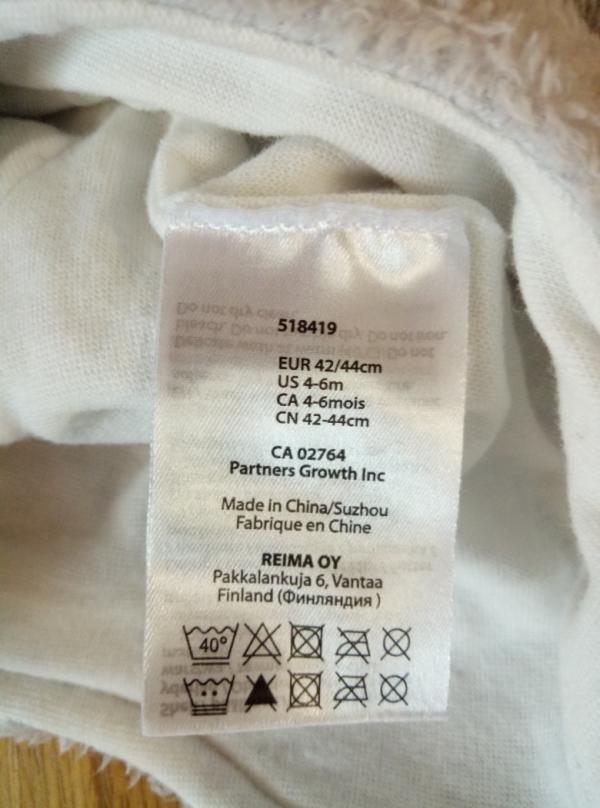 518419
EUR 42/44cm
US 4-6m
CA 4-6mois
CN 42-44cm
CA 02764
Partners Growth Inc
Made in China/Suzhou
Fabrique en Chine
REIMA OY
Pakkalankuja 6, Vantaa
Finland (Финляндия )
40°